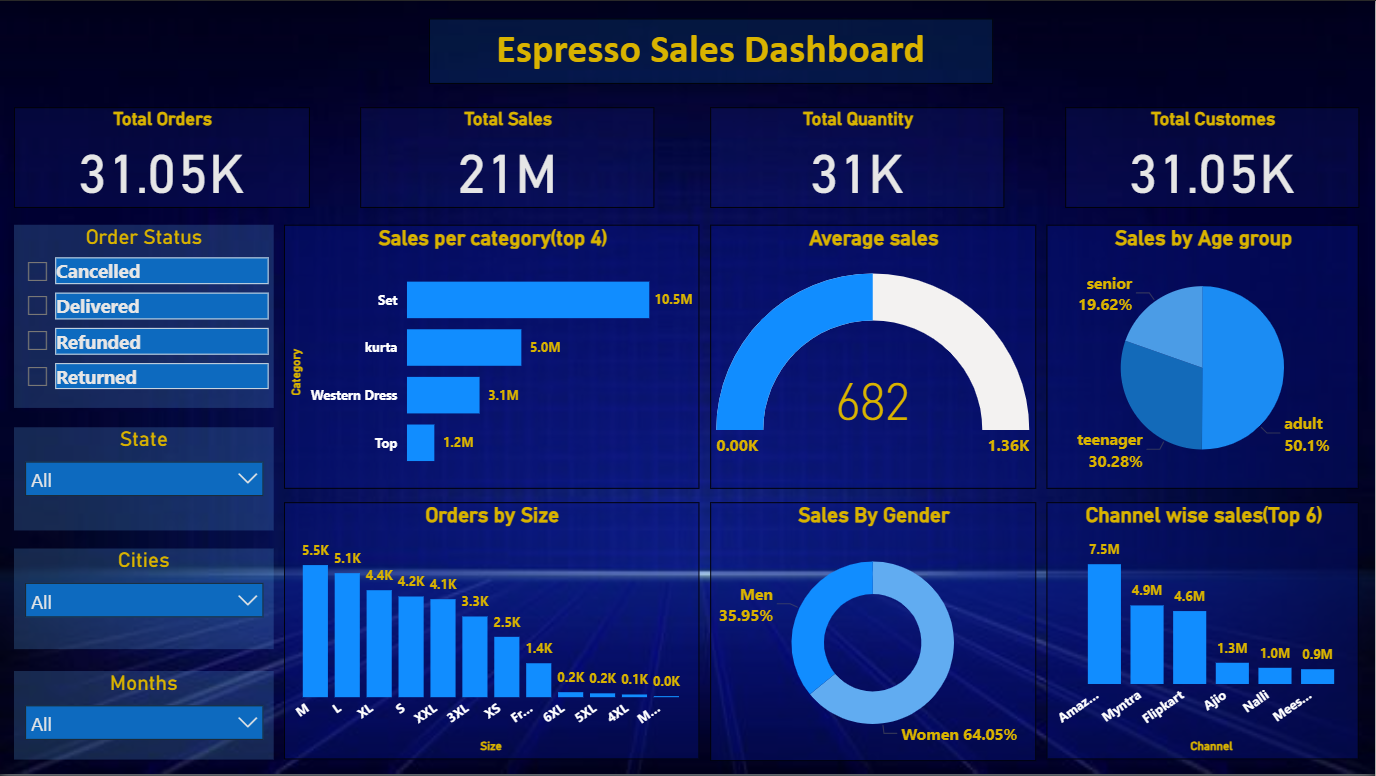 Espresso Sales Dashboard
Total Orders
31.05K
Total Sales
21M
Total Quantity
31K
Total Customes
31.05K
Order Status
Cancelled
Delivered
Refunded
Returned
State
All
Cities
All
Months
All
Sales per category(top 4)
Category
Set
10.5M
kurta
5.0M
Western Dress
3.1M
Top
1.2M
Average sales
682
0.00K
1.36K
Sales by Age group
senior
19.62%
teenager
30.28%
adult
50.1%
Orders by Size
5.5K
5.1K
4.4K
4.2K
4.1K
3.3K
2.5K
1.4K
0.2K
0.2K
0.1K
0.0K
M
L
XL
S
XXL
3XL
XS
Fr...
6XL
5XL
4XL
M...
Size
Sales By Gender
Men
35.95%
Women 64.05%
Channel wise sales(Top 6)
7.5M
4.9M
4.6M
1.3M
1.0M
0.9M
Amaz...
Myntra
Flipkart
Ajio
Nalli
Mees...
Channel